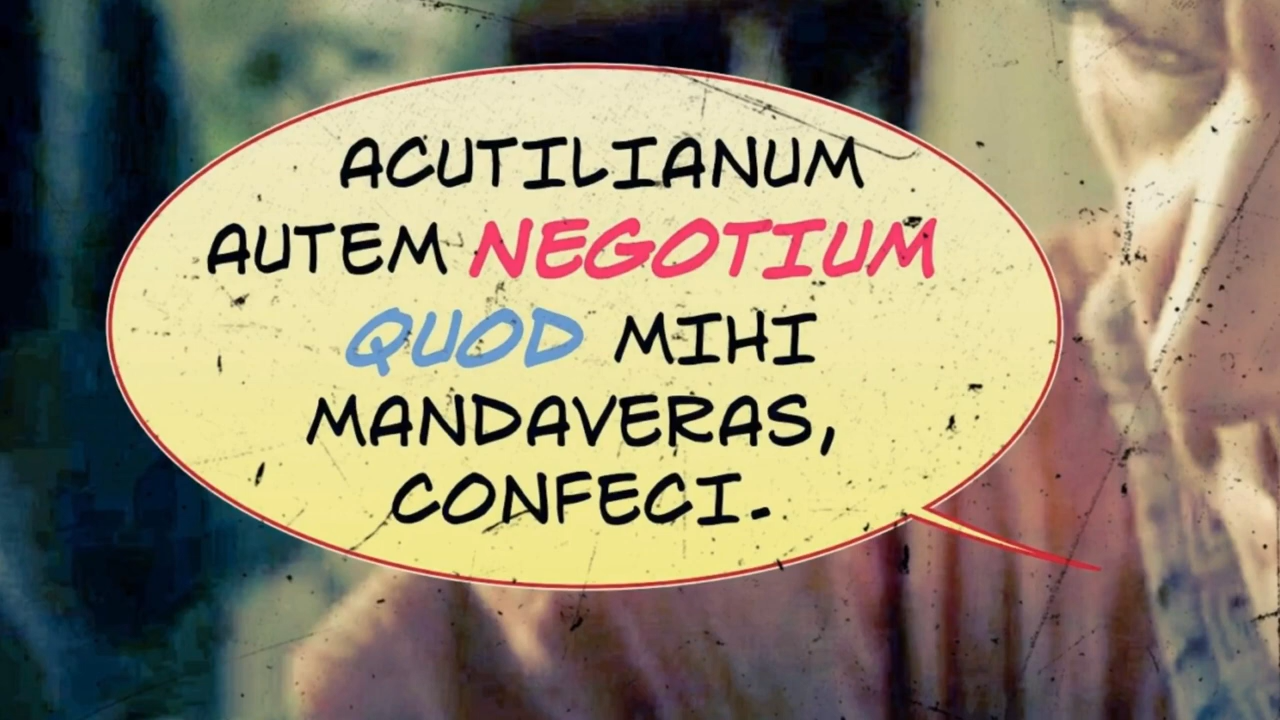 ACUTILIANUM
AUTEM NEGOTIUM
QUOD MIHI
MANDAVERAS,
CONFECI.